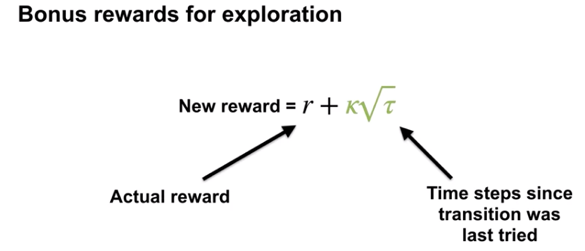 Bonus rewards for exploration
New reward = r + κ√τ
Actual reward
Time steps since
transition was
last tried